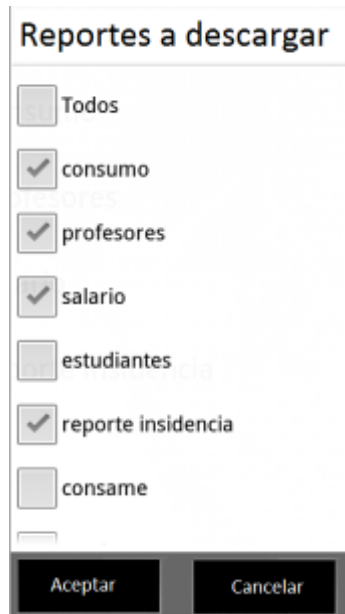 Reportes a descargar
Todos
consumo
profesores
salario
estudiantes
reporte insidencia
consame
Aceptar
Cancelar